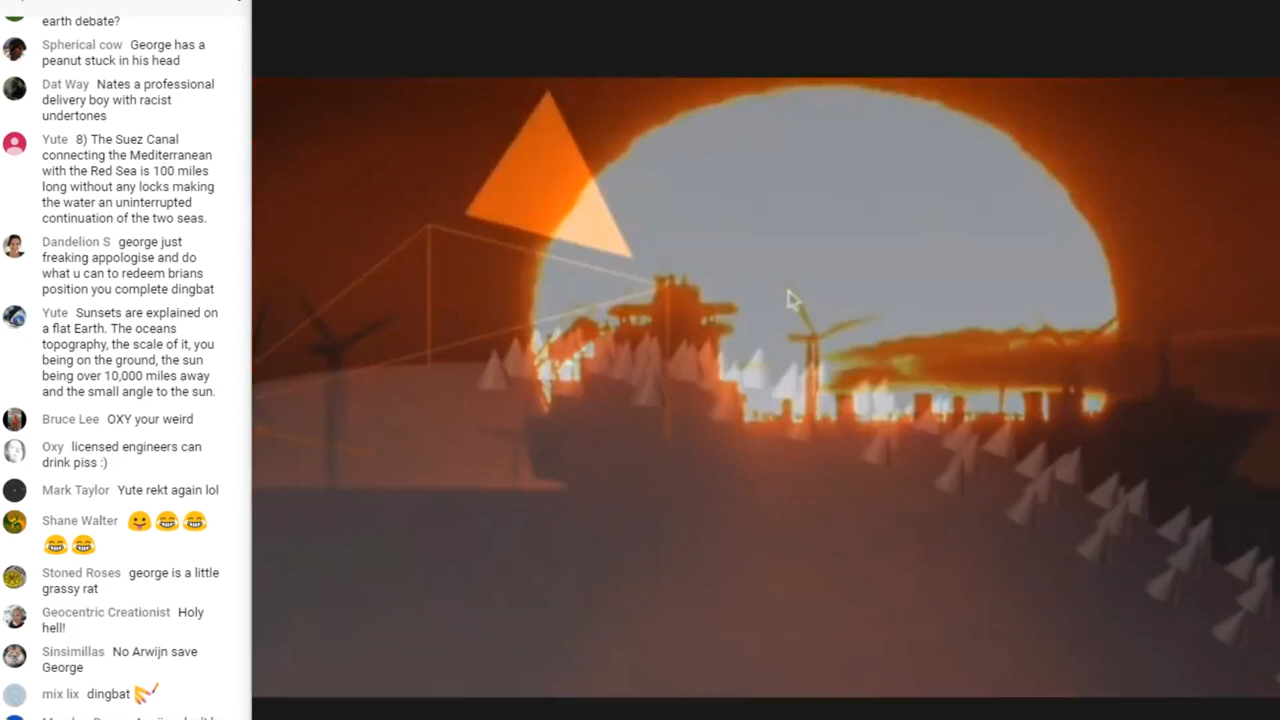 earth debate?
Spherical cow George has a
peanut stuck in his head
Dat Way Nates a professional
delivery boy with racist
undertones
Yute 8) The Suez Canal
connecting the Mediterranean
with the Red Sea is 100 miles
long without any locks making
the water an uninterrupted
continuation of the two seas.
Dandelion S george just
freaking appologise and do
what u can to redeem brians
position you complete dingbat
Yute Sunsets are explained on
a flat Earth. The oceans
topography, the scale of it, you
being on the ground, the sun
being over 10,000 miles away
and the small angle to the sun.
Bruce Lee OXY your weird
Oxy licensed engineers can
drink piss :)
Mark Taylor Yute rekt again lol
Shane Walter
Stoned Roses george is a little
grassy rat
Geocentric Creationist Holy
hell!
Sinsimillas No Arwijn save
George
mix lix dingbat